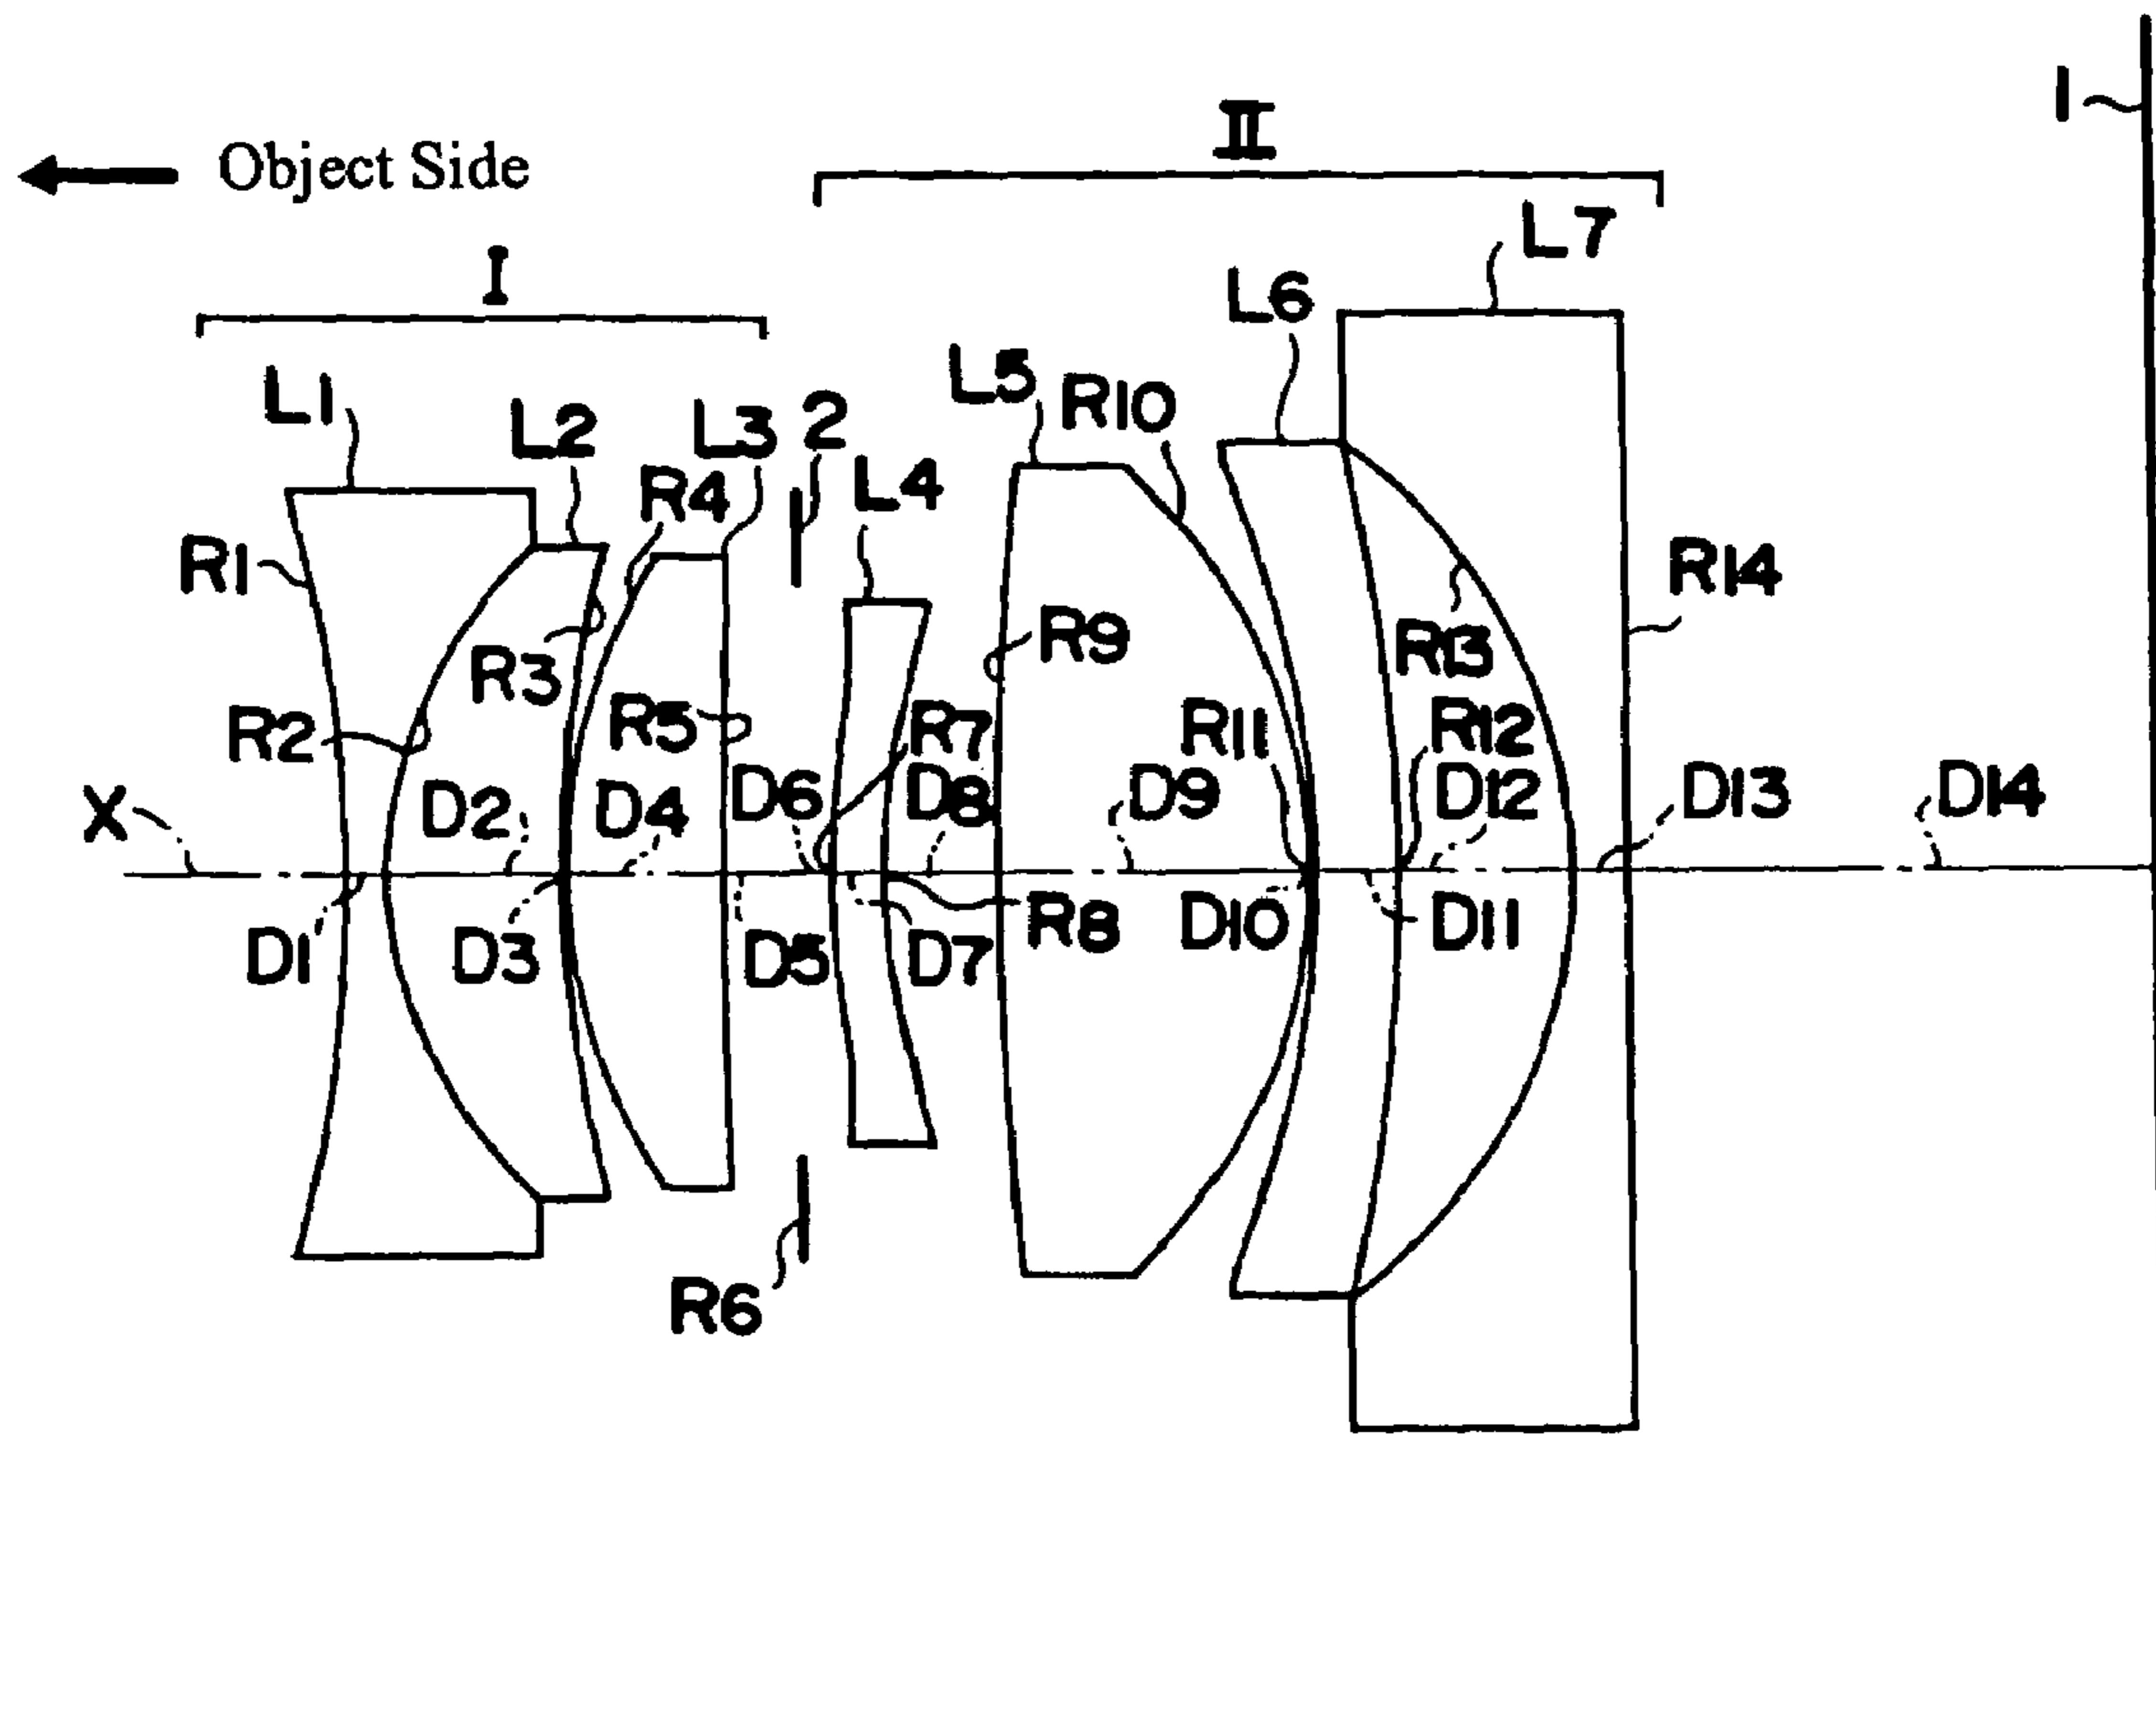 1
II
Object Side
L7
I
L6
L5
R10
L1
L2
L3
2
R4
L4
R1
R14
R9
R3
R13
R5
R7
R11
R12
R2
D6
D8
D9
D12
D13
D14
X
D2
D4
D1
D3
D5
D7
R8
D10
D11
R6